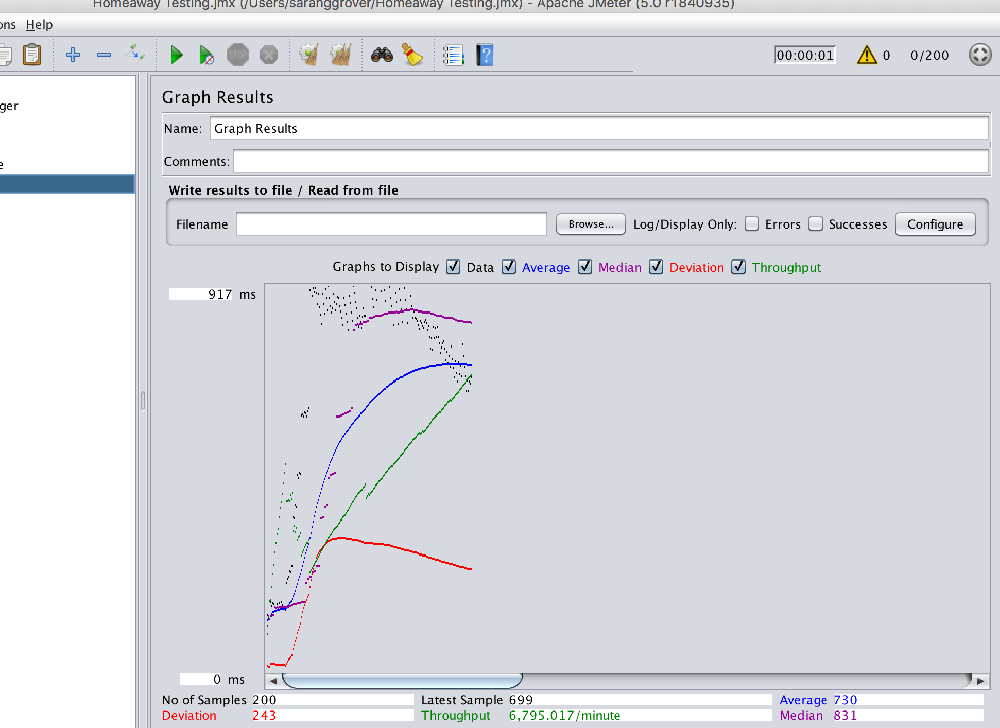 Homeaway Testing.jmx (/Users/saranggrover/Homeaway Testing.jmx) - Apache JMeter (5.0 r1840935)
ons Help
STOP ? 00:00:01 0 0/200
ger
e
Graph Results
Name: Graph Results
Comments:
Write results to file / Read from file
Filename Browse... Log/Display Only: Errors Successes Configure
Graphs to Display Data Average Median Deviation Throughput
917 ms
0 ms
No of Samples 200 Latest Sample 699 Average 730
Deviation 243 Throughput 6,795.017/minute Median 831